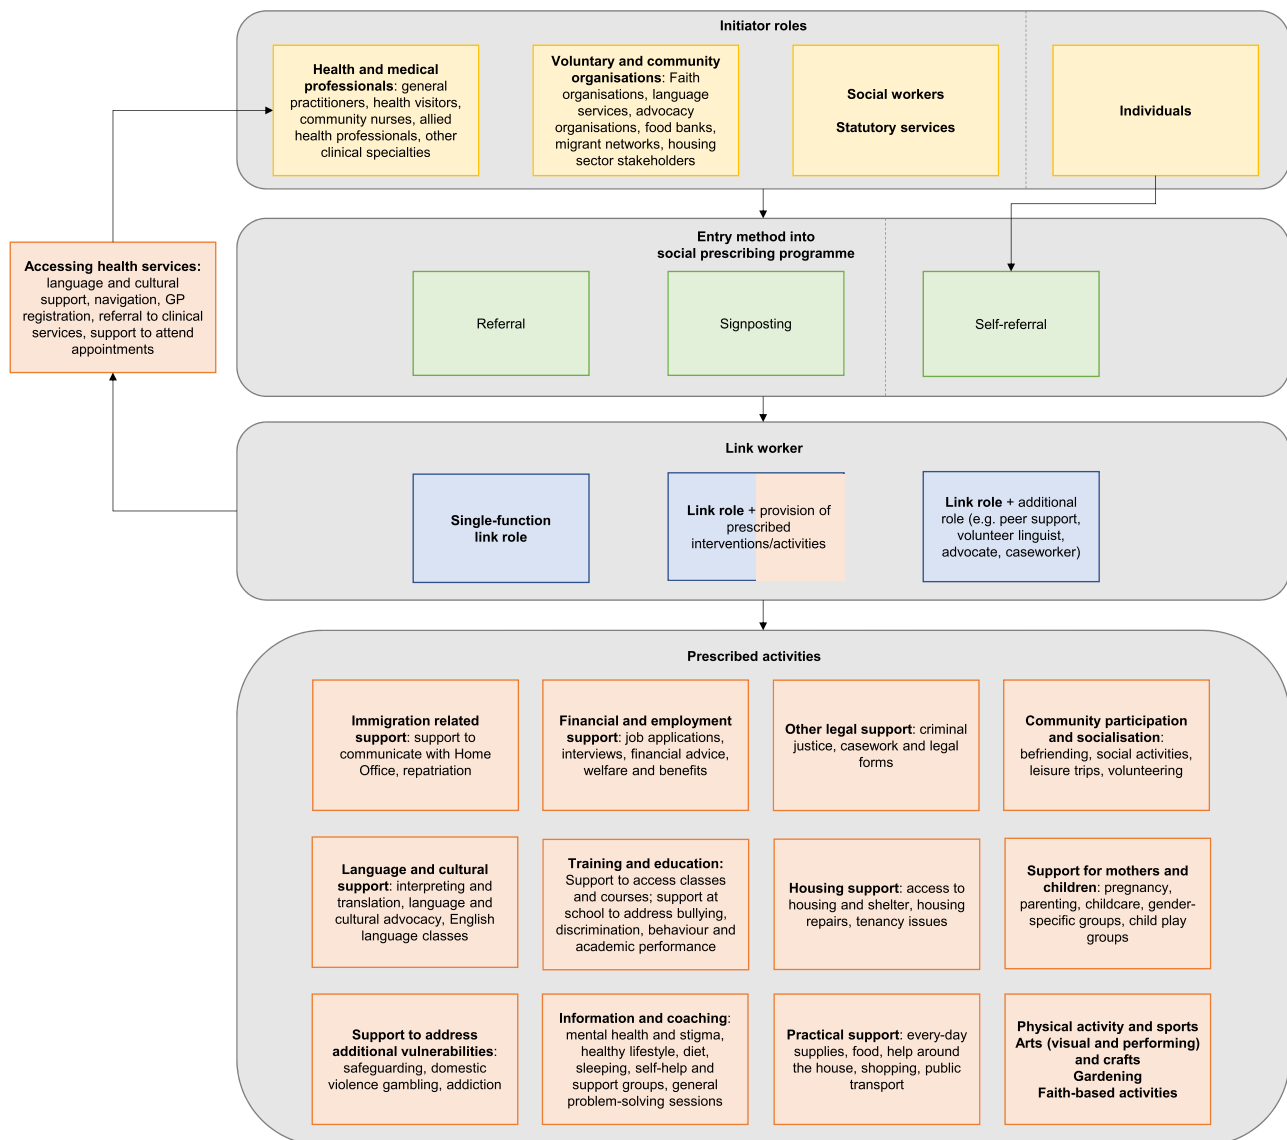 Initiator roles
Health and medical
professionals: general
practitioners, health visitors,
community nurses, allied
health professionals, other
clinical specialties
Voluntary and community
organisations: Faith
organisations, language
services, advocacy
organisations, food banks,
migrant networks, housing
sector stakeholders
Social workers
Statutory services
Individuals
Accessing health services:
language and cultural
support, navigation, GP
registration, referral to clinical
services, support to attend
appointments
Entry method into
social prescribing programme
Referral
Signposting
Self-referral
Link worker
Single-function
link role
Link role + provision of
prescribed
interventions/activities
Link role + additional
role (e.g. peer support,
volunteer linguist,
advocate, caseworker)
Prescribed activities
Immigration related
support: support to
communicate with Home
Office, repatriation
Financial and employment
support: job applications,
interviews, financial advice,
welfare and benefits
Other legal support: criminal
justice, casework and legal
forms
Community participation
and socialisation:
befriending, social activities,
leisure trips, volunteering
Language and cultural
support: interpreting and
translation, language and
cultural advocacy, English
language classes
Training and education:
Support to access classes
and courses; support at
school to address bullying,
discrimination, behaviour and
academic performance
Housing support: access to
housing and shelter, housing
repairs, tenancy issues
Support for mothers and
children: pregnancy,
parenting, childcare, gender-
specific groups, child play
groups
Support to address
additional vulnerabilities:
safeguarding, domestic
violence gambling, addiction
Information and coaching:
mental health and stigma,
healthy lifestyle, diet,
sleeping, self-help and
support groups, general
problem-solving sessions
Practical support: every-day
supplies, food, help around
the house, shopping, public
transport
Physical activity and sports
Arts (visual and performing)
and crafts
Gardening
Faith-based activities